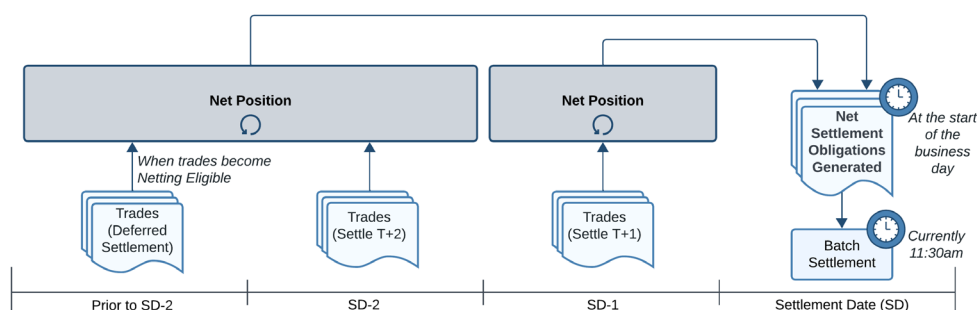 Net Position
Net Position
When trades become
Netting Eligible
Trades
(Deferred
Settlement)
Trades
(Settle T+2)
Trades
(Settle T+1)
Net
Settlement
Obligations
Generated
At the start
of the
business
day
Batch
Settlement
Currently
11:30am
Prior to SD-2
SD-2
SD-1
Settlement Date (SD)